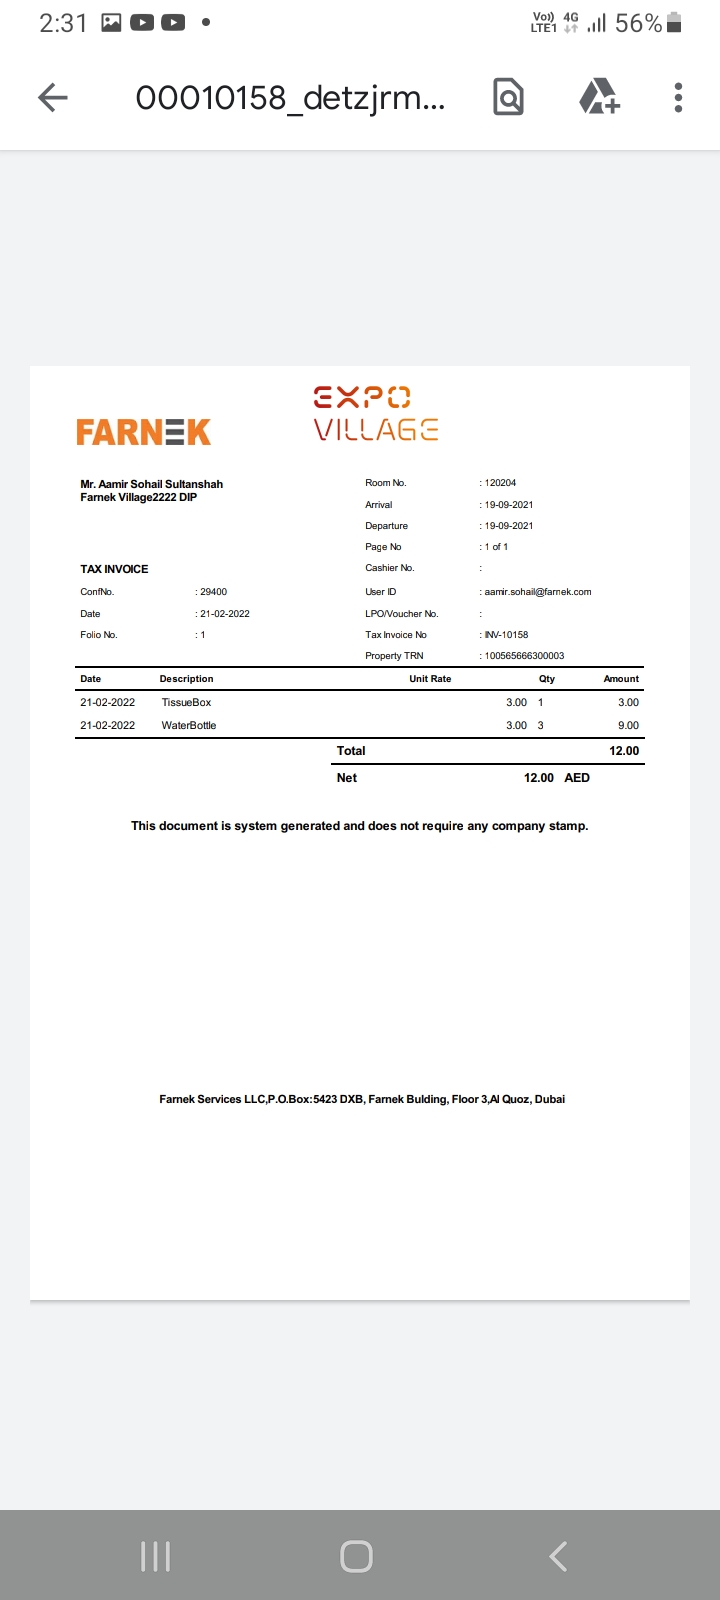 2:31
Vo)) LTE1 4G 56%
00010158_detzjrm...
EXPO
VILLAGE
FARNEK
Mr. Aamir Sohail Sultanshah
Farnek Village2222 DIP
Room No. : 120204
Arrival : 19-09-2021
Departure : 19-09-2021
Page No : 1 of 1
TAX INVOICE Cashier No. :
ConfNo. : 29400 User ID : aamir.sohail@farnek.com
Date : 21-02-2022 LPO/Voucher No. :
Folio No. : 1 Tax Invoice No : INV-10158
Property TRN : 100565666300003
Date Description Unit Rate Qty Amount
21-02-2022 TissueBox 3.00 1 3.00
21-02-2022 WaterBottle 3.00 3 9.00
Total 12.00
Net 12.00 AED
This document is system generated and does not require any company stamp.
Farnek Services LLC,P.O.Box:5423 DXB, Farnek Bulding, Floor 3,Al Quoz, Dubai